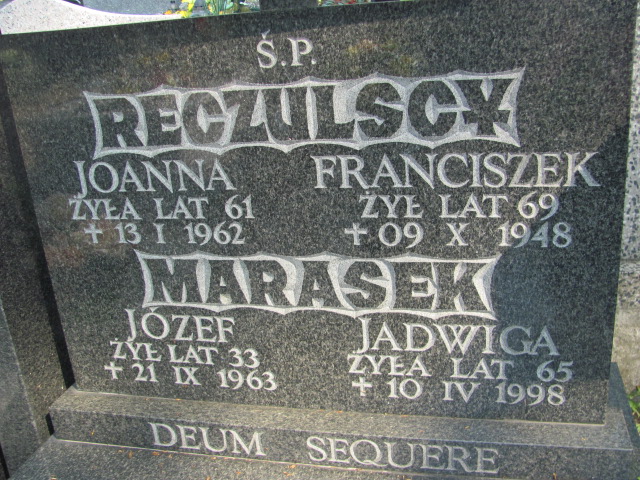 Ś.P.
RECZULSCY
JOANNA FRANCISZEK
ŻYŁA LAT 61 ŻYŁ LAT 69
+ 13 I 1962 + 09 X 1948
MARASEK
JÓZEF JADWIGA
ŻYŁ LAT 33 ŻYŁA LAT 65
+ 21 IX 1963 + 10 IV 1998
DEUM SEQUERE